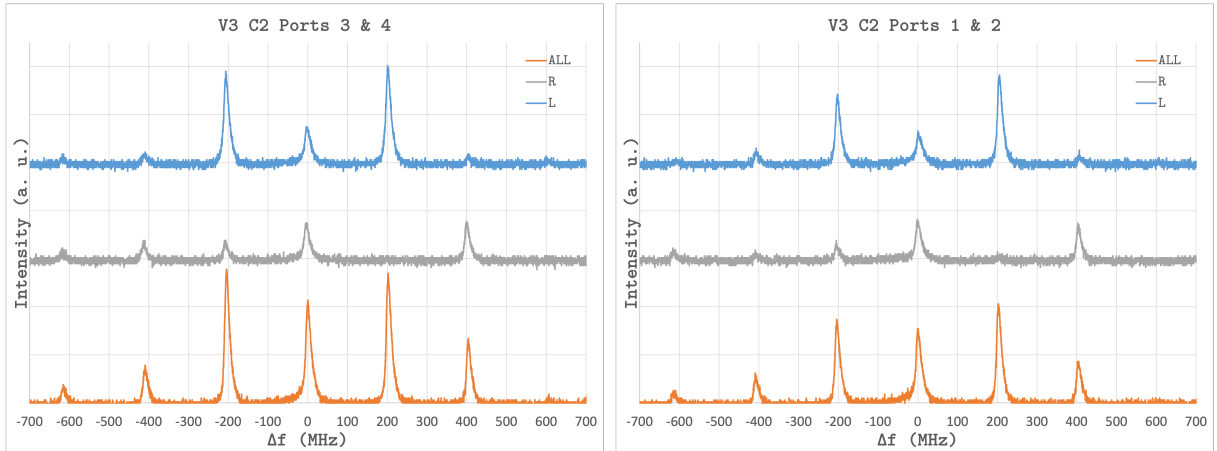 V3 C2 Ports 3 & 4
ALL
R
L
Intensity (a. u.)
-700 -600 -500 -400 -300 -200 -100 0 100 200 300 400 500 600 700
Δf (MHz)
V3 C2 Ports 1 & 2
ALL
R
L
Intensity (a. u.)
-700 -600 -500 -400 -300 -200 -100 0 100 200 300 400 500 600 700
Δf (MHz)